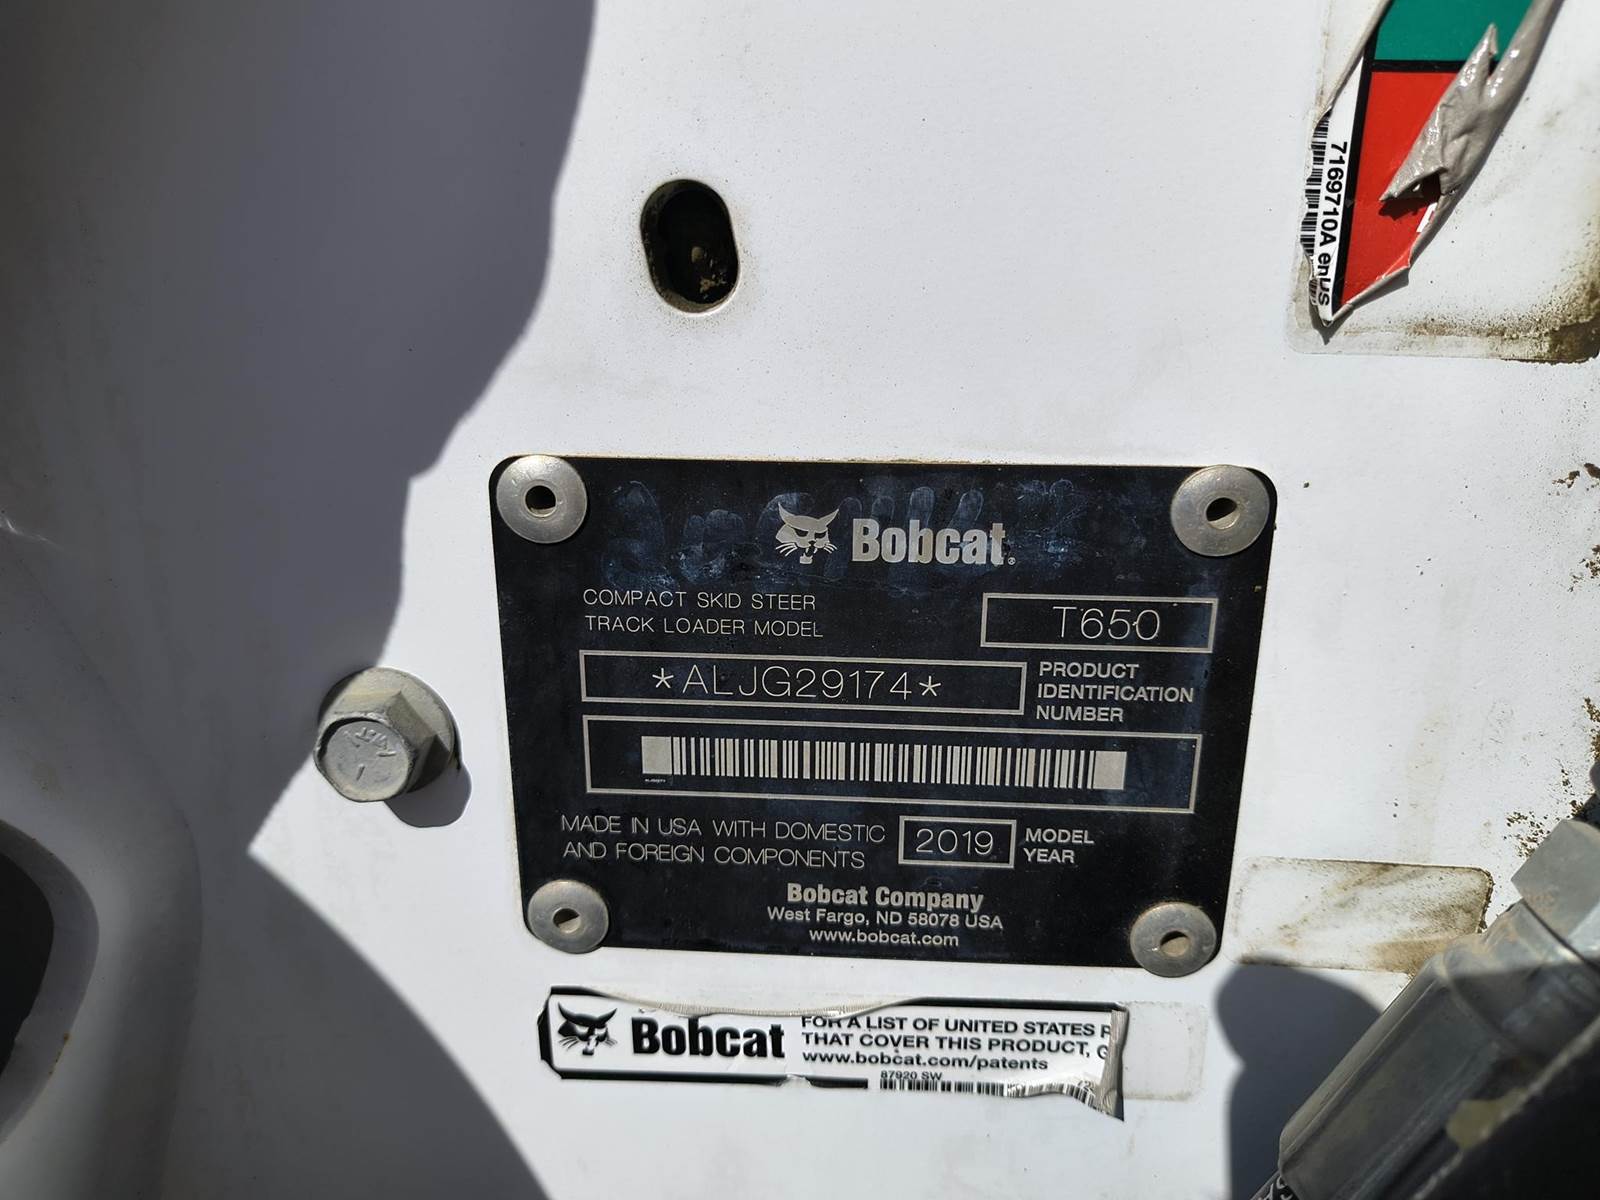 7169710A enUS
Bobcat®
COMPACT SKID STEER
TRACK LOADER MODEL
T650
*ALJG29174*
PRODUCT
IDENTIFICATION
NUMBER
MADE IN USA WITH DOMESTIC
AND FOREIGN COMPONENTS
2019
MODEL
YEAR
Bobcat Company
West Fargo, ND 58078 USA
www.bobcat.com
Bobcat
FOR A LIST OF UNITED STATES
THAT COVER THIS PRODUCT,
www.bobcat.com/patents
87920 SW